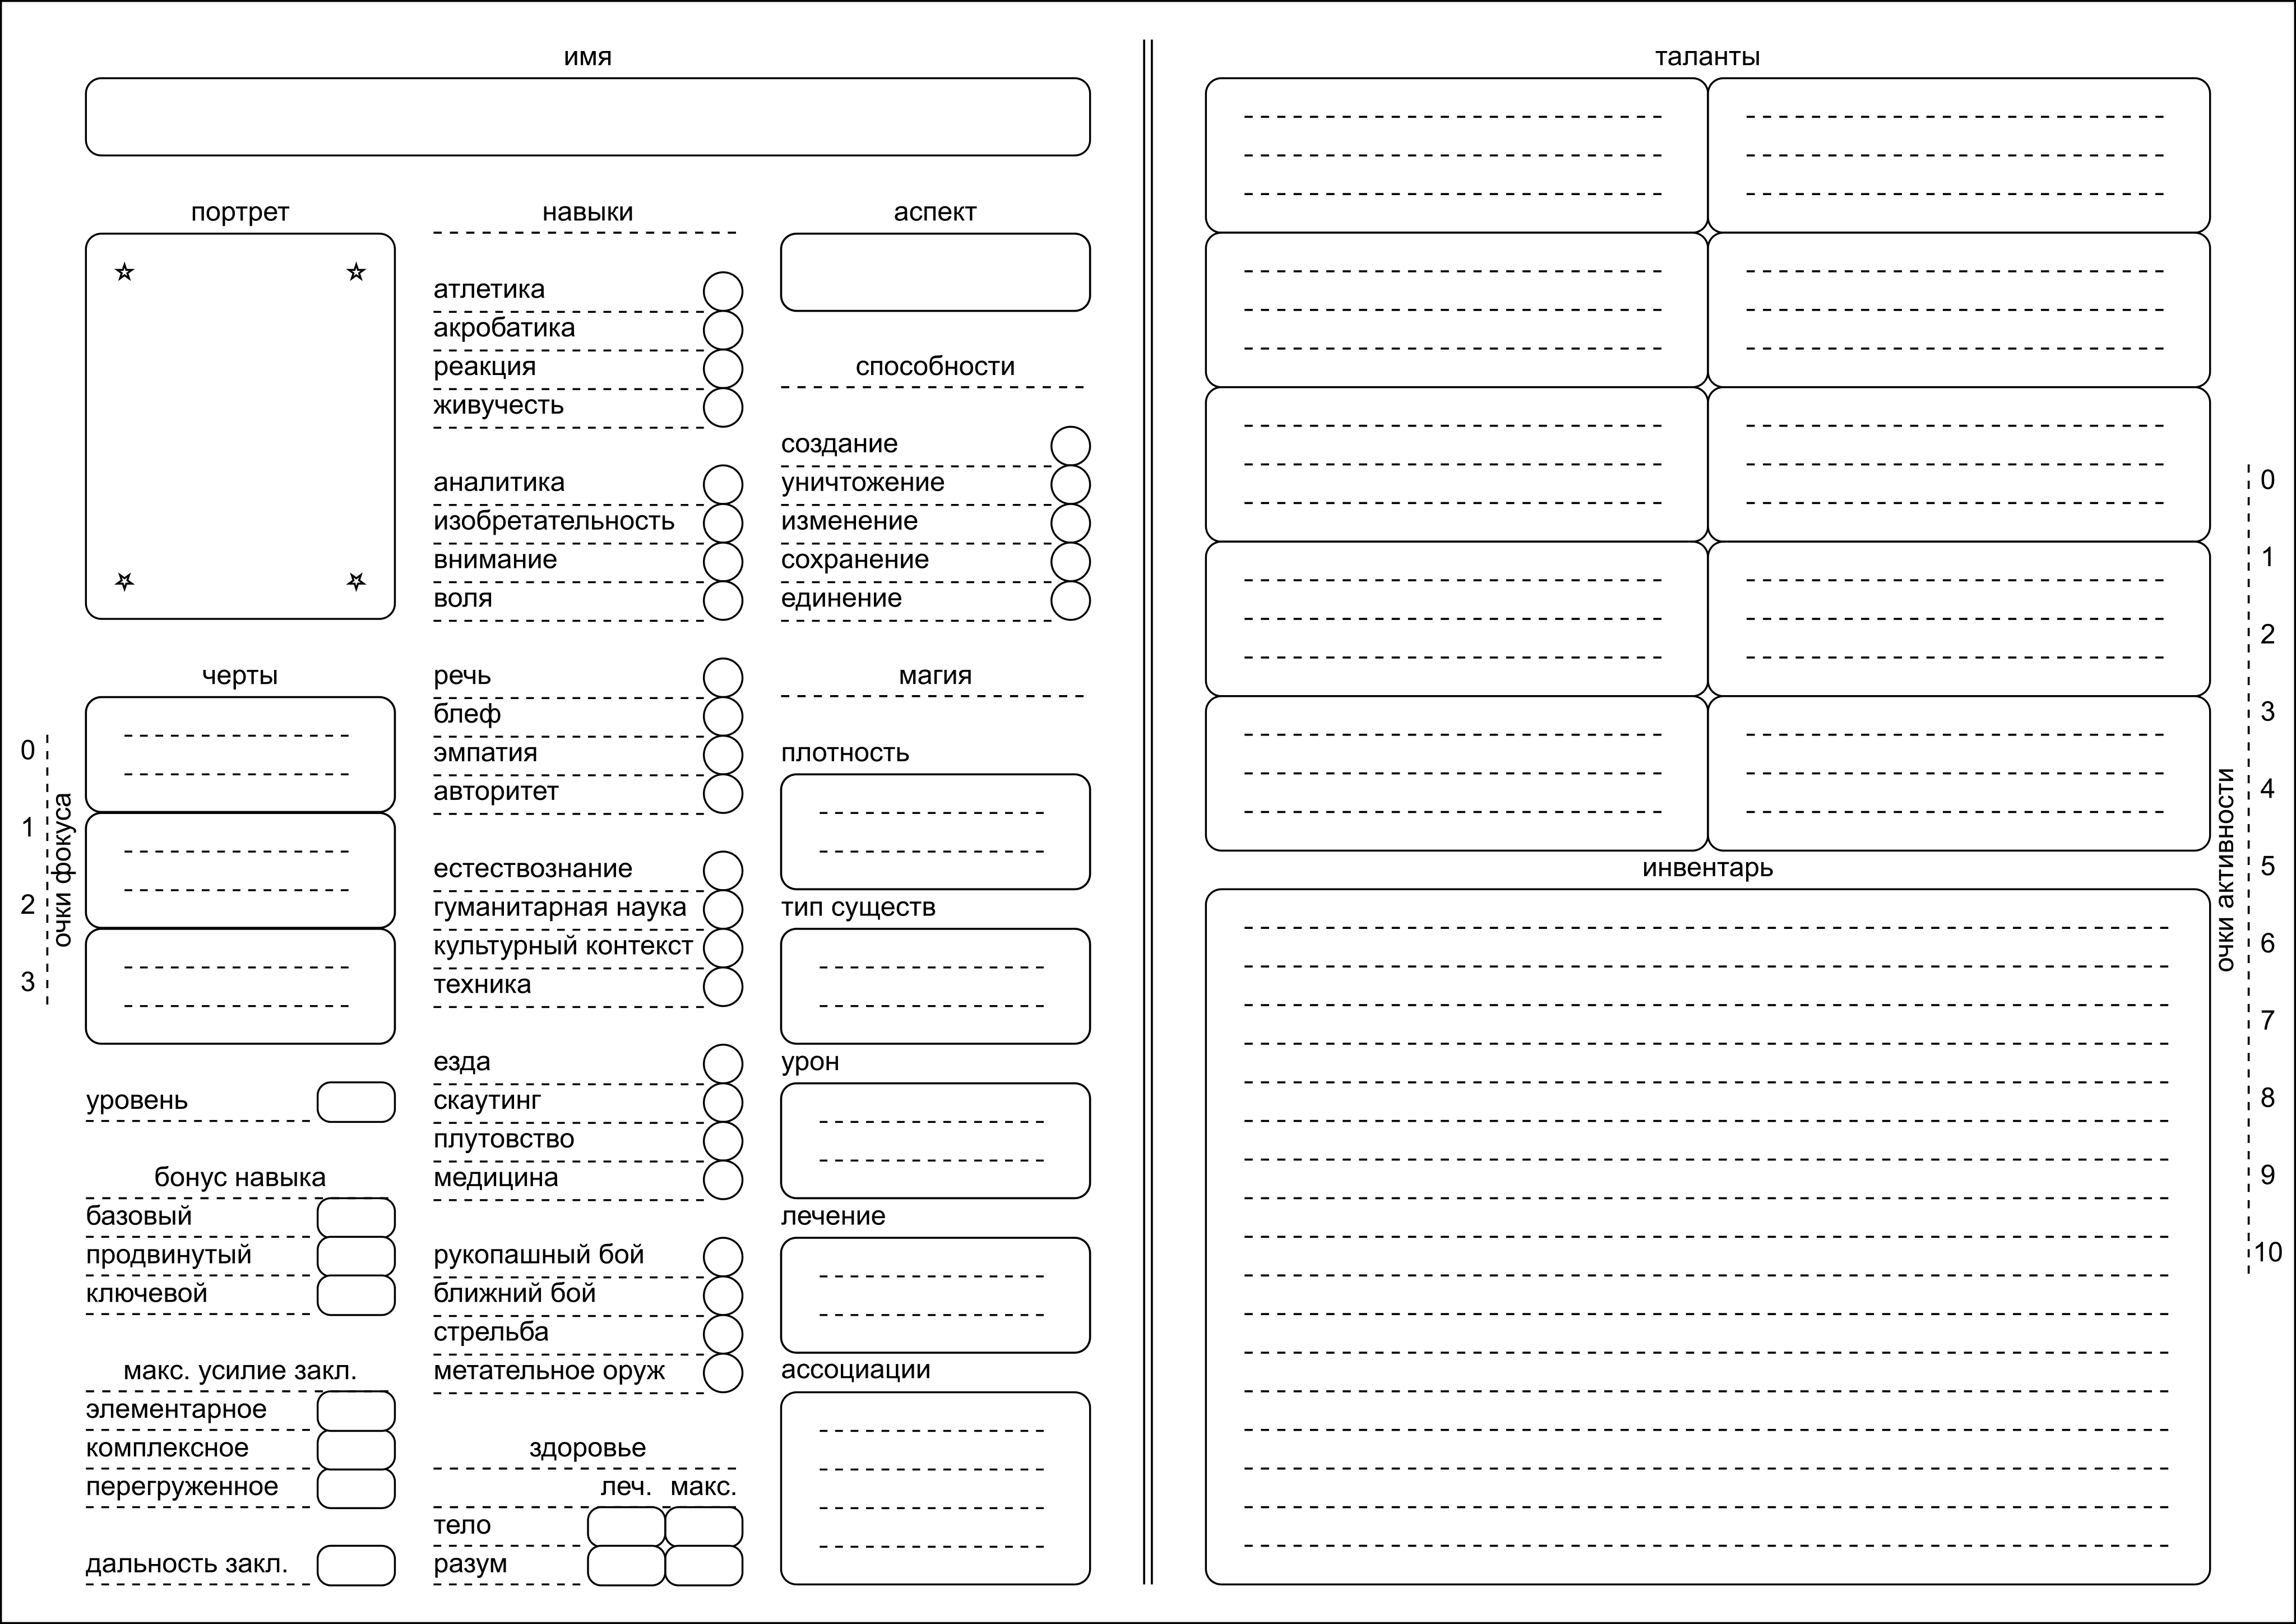 имя
портрет
черты
0
1
2
3
очки фокуса
уровень
бонус навыка
базовый
продвинутый
ключевой
макс. усилие закл.
элементарное
комплексное
перегруженное
дальность закл.
навыки
атлетика
акробатика
реакция
живучесть
аналитика
изобретательность
внимание
воля
речь
блеф
эмпатия
авторитет
естествознание
гуманитарная наука
культурный контекст
техника
езда
скаутинг
плутовство
медицина
рукопашный бой
ближний бой
стрельба
метательное оруж
здоровье
леч. макс.
тело
разум
аспект
способности
создание
уничтожение
изменение
сохранение
единение
магия
плотность
тип существ
урон
лечение
ассоциации
таланты
инвентарь
очки активности
0
1
2
3
4
5
6
7
8
9
10